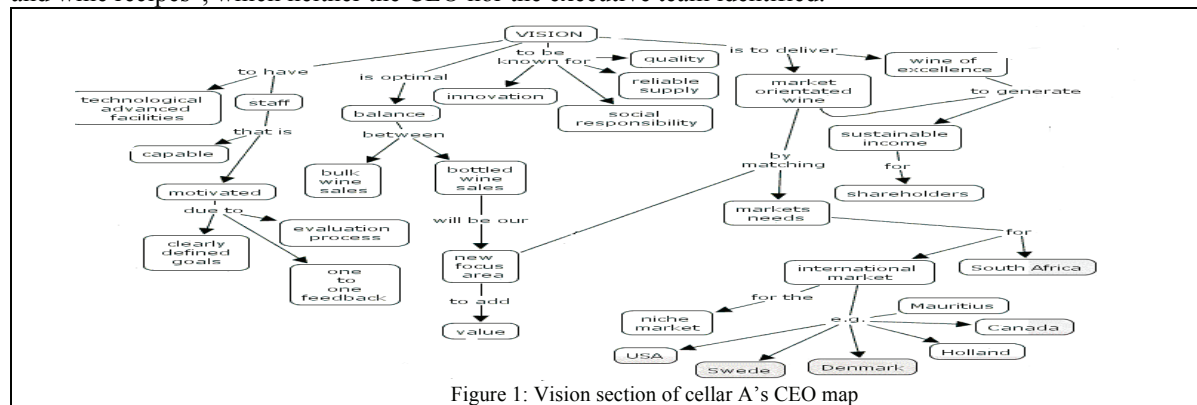 and wine recipes", which neither the CEO nor the executive team identified.
VISION
to have
is optimal
to be
known for
quality
reliable
supply
innovation
social
responsibility
is to deliver
wine of
excellence
market
orientated
wine
to generate
technological
advanced
facilities
staff
that is
capable
motivated
due to
clearly
defined
goals
evaluation
process
one
to
one
feedback
balance
between
bulk
wine
sales
bottled
wine
sales
will be our
new
focus
area
to add
value
by
matching
markets
needs
sustainable
income
for
shareholders
for
international
market
South Africa
for the
niche
market
e.g.
Mauritius
Canada
Holland
Denmark
Swede
USA
Figure 1: Vision section of cellar A's CEO map